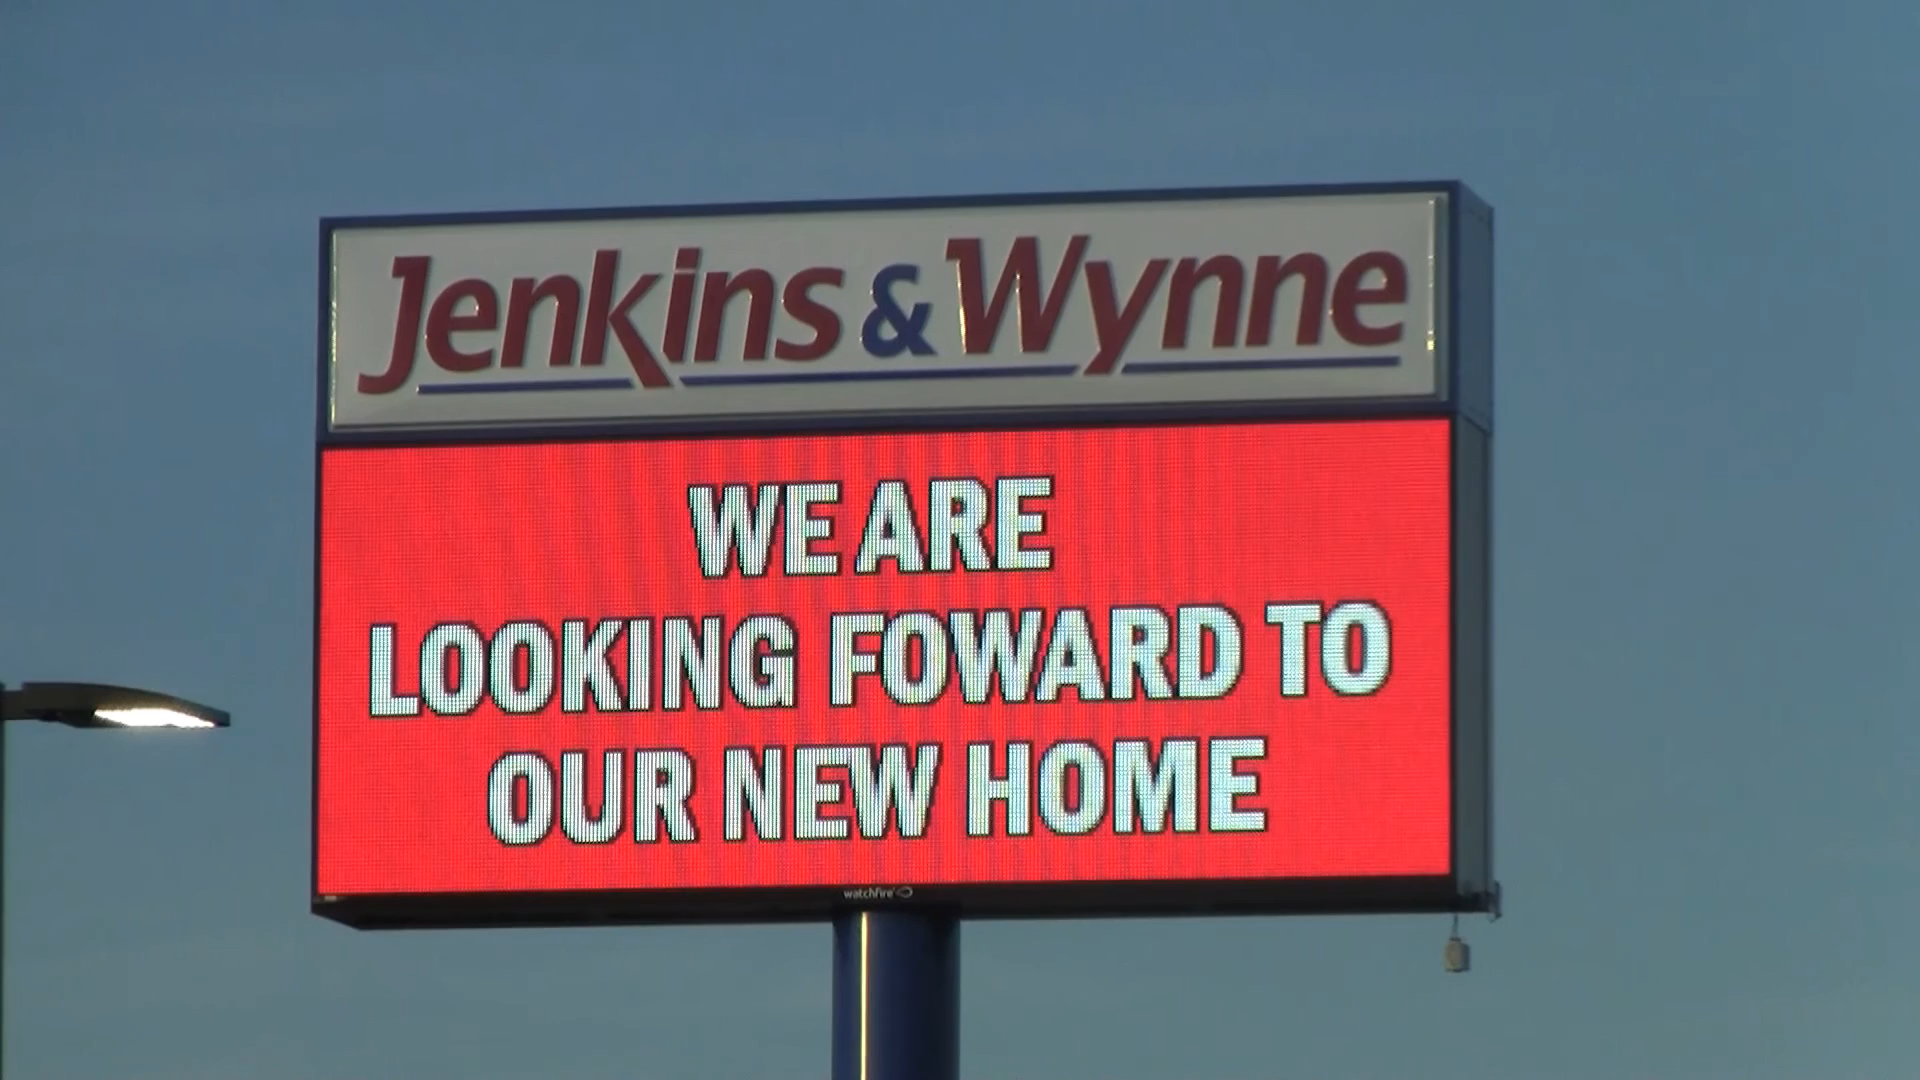 Jenkins & Wynne
WE ARE
LOOKING FOWARD TO
OUR NEW HOME
watchfire